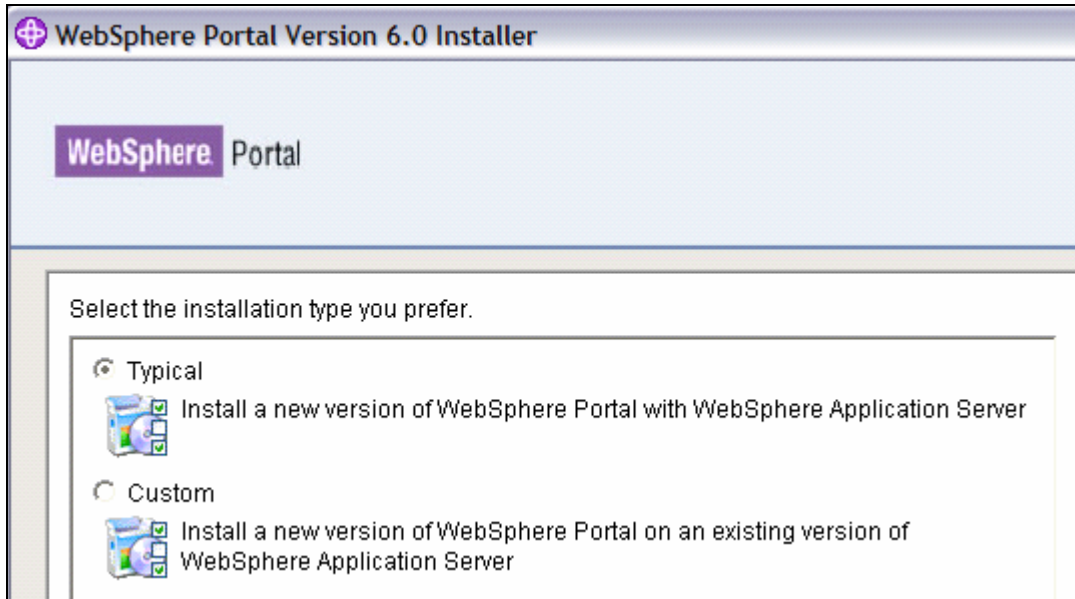 WebSphere Portal Version 6.0 Installer
WebSphere Portal
Select the installation type you prefer.
Typical
Install a new version of WebSphere Portal with WebSphere Application Server
Custom
Install a new version of WebSphere Portal on an existing version of
WebSphere Application Server